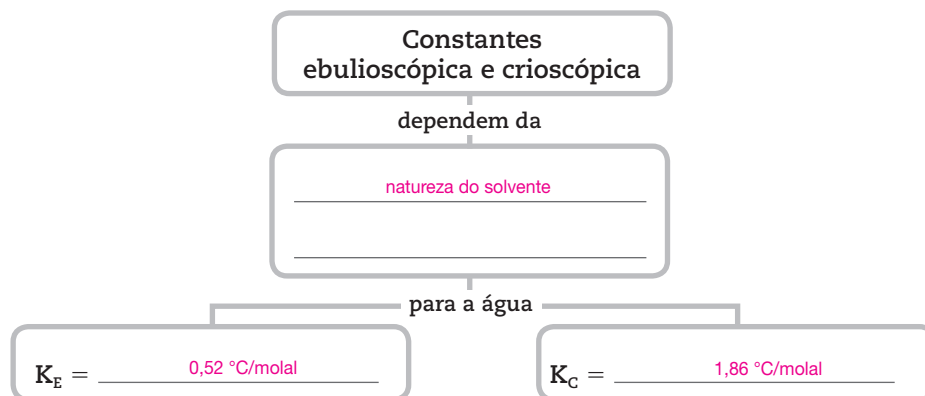 Constantes
ebulioscópica e crioscópica
dependem da
natureza do solvente
para a água
K_E = 0,52 °C/molal
K_C = 1,86 °C/molal